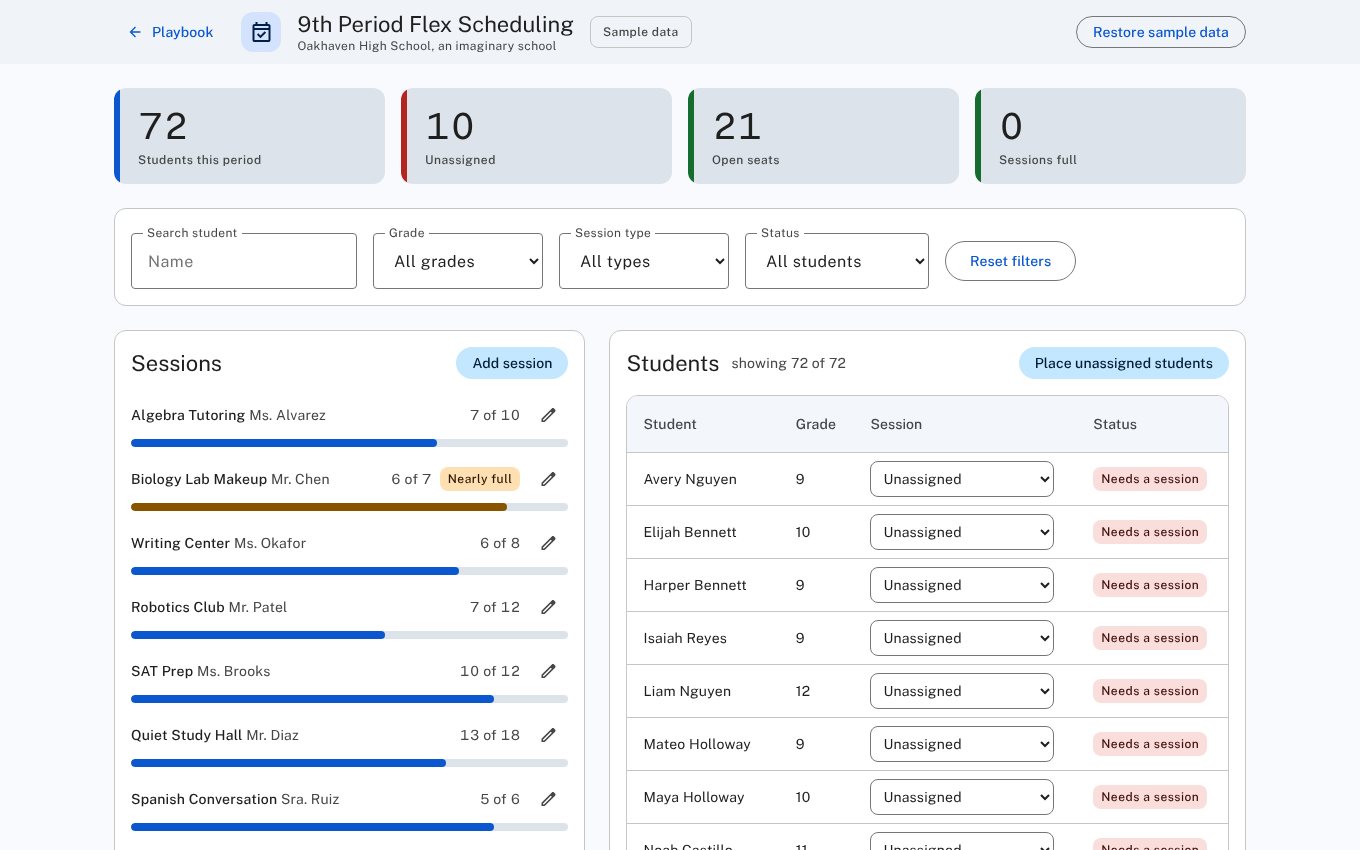 Playbook
9th Period Flex Scheduling
Oakhaven High School, an imaginary school
Sample data
Restore sample data
72
Students this period
10
Unassigned
21
Open seats
0
Sessions full
Search student
Name
Grade
All grades
Session type
All types
Status
All students
Reset filters
Sessions
Add session
Algebra Tutoring Ms. Alvarez 7 of 10
Biology Lab Makeup Mr. Chen 6 of 7 Nearly full
Writing Center Ms. Okafor 6 of 8
Robotics Club Mr. Patel 7 of 12
SAT Prep Ms. Brooks 10 of 12
Quiet Study Hall Mr. Diaz 13 of 18
Spanish Conversation Sra. Ruiz 5 of 6
Students showing 72 of 72
Place unassigned students
Student Grade Session Status
Avery Nguyen 9 Unassigned Needs a session
Elijah Bennett 10 Unassigned Needs a session
Harper Bennett 9 Unassigned Needs a session
Isaiah Reyes 9 Unassigned Needs a session
Liam Nguyen 12 Unassigned Needs a session
Mateo Holloway 9 Unassigned Needs a session
Maya Holloway 10 Unassigned Needs a session
Noah Castillo 11 Unassigned Needs a session